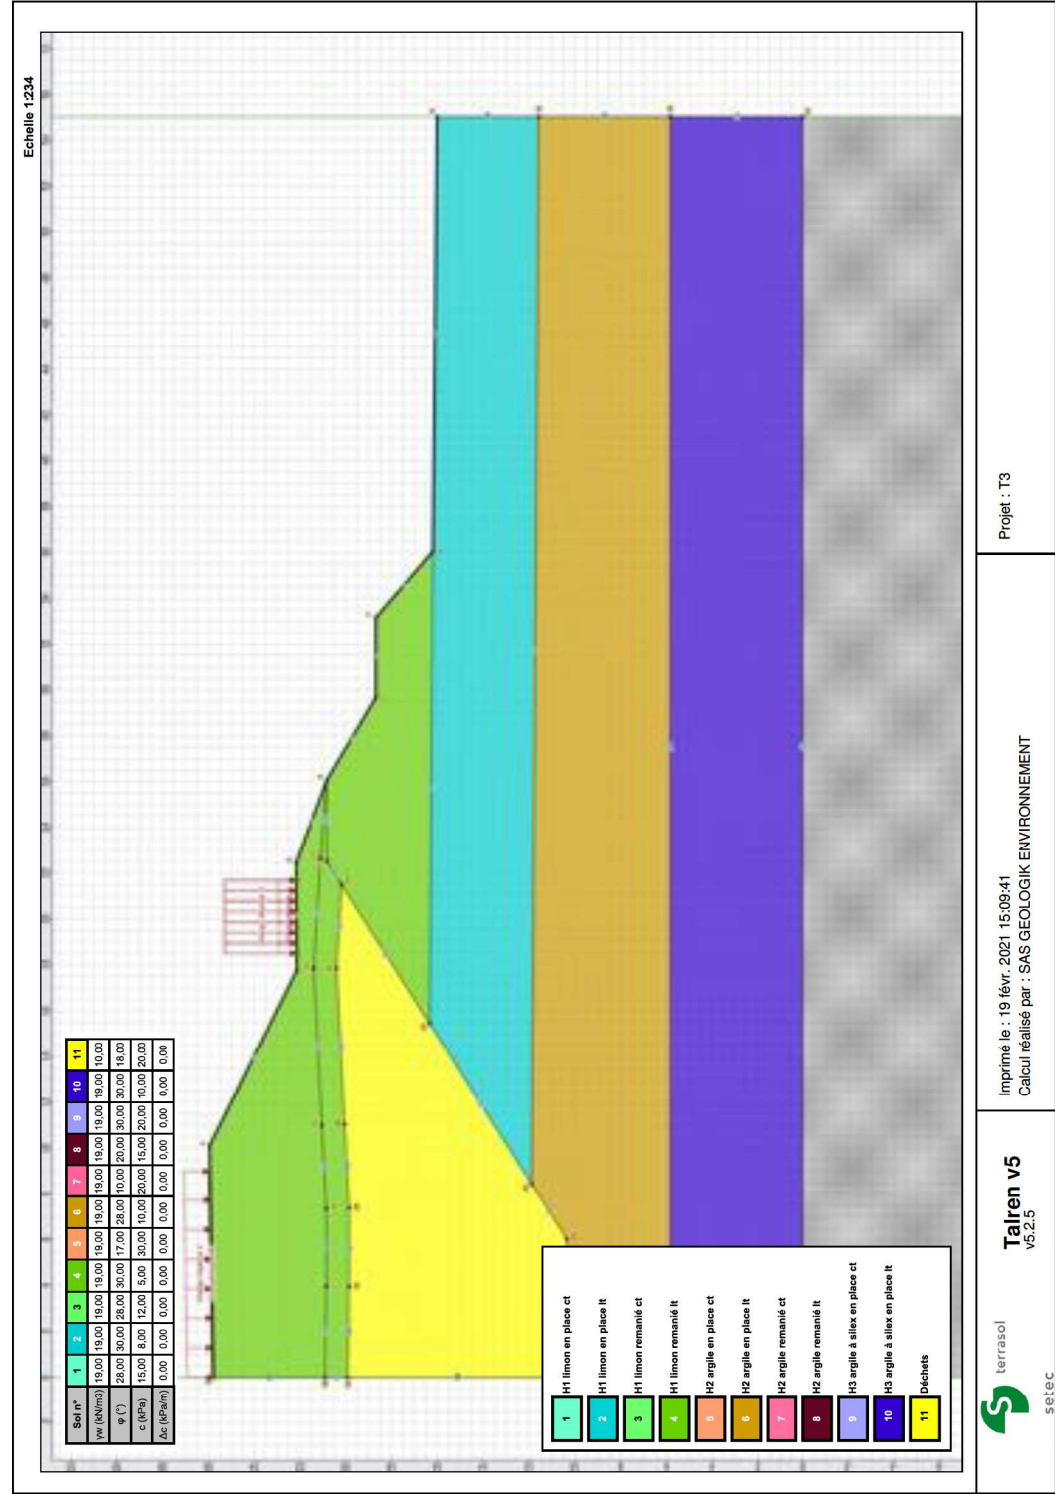 Echelle 1:234
Sol n° 1 2 3 4 5 6 7 8 9 10 11
γw (kN/m3) 19,00 19,00 19,00 19,00 19,00 19,00 19,00 19,00 19,00 19,00 10,00
φ (°) 28,00 30,00 28,00 30,00 17,00 28,00 10,00 20,00 30,00 30,00 18,00
c (kPa) 15,00 8,00 12,00 5,00 30,00 10,00 20,00 15,00 20,00 10,00 20,00
Δc (kPa/m) 0,00 0,00 0,00 0,00 0,00 0,00 0,00 0,00 0,00 0,00 0,00
1 H1 limon en place ct
2 H1 limon en place lt
3 H1 limon remanié ct
4 H1 limon remanié lt
5 H2 argile en place ct
6 H2 argile en place lt
7 H2 argile remanié ct
8 H2 argile remanié lt
9 H3 argile à silex en place ct
10 H3 argile à silex en place lt
11 Déchets
terrasol
setec
Talren v5
v5.2.5
Imprimé le : 19 févr. 2021 15:09:41
Calcul réalisé par : SAS GEOLOGIK ENVIRONNEMENT
Projet : T3